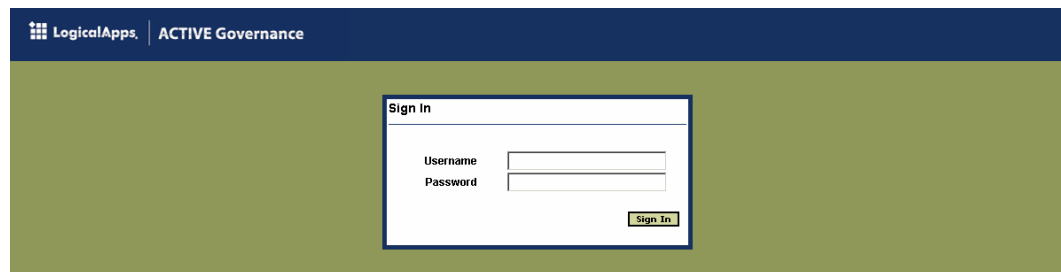 LogicalApps. ACTIVE Governance
Sign In
Username
Password
Sign In